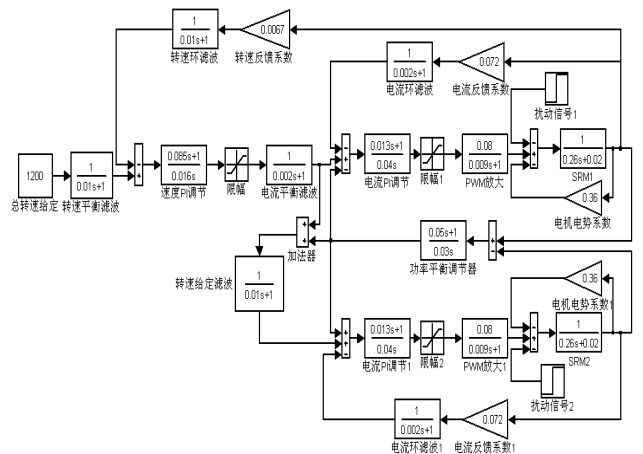 1
0.01s+1
转速环滤波
0.0067
转速反馈系数
1
0.002s+1
电流环滤波
0.072
电流反馈系数
扰动信号1
1200
总转速给定
1
0.01s+1
转速平衡滤波
0.085s+1
0.016s
速度PI调节
限幅
1
0.002s+1
电流平衡滤波
0.013s+1
0.04s
电流PI调节
限幅1
0.08
0.009s+1
PWM放大
1
0.26s+0.02
SRM1
0.36
电机电势系数
加法器
0.05s+1
0.03s
功率平衡调节器
转速给定滤波
1
0.01s+1
0.36
电机电势系数1
0.013s+1
0.04s
电流PI调节1
限幅2
0.08
0.009s+1
PWM放大1
1
0.26s+0.02
SRM2
扰动信号2
1
0.002s+1
电流环滤波1
0.072
电流反馈系数1